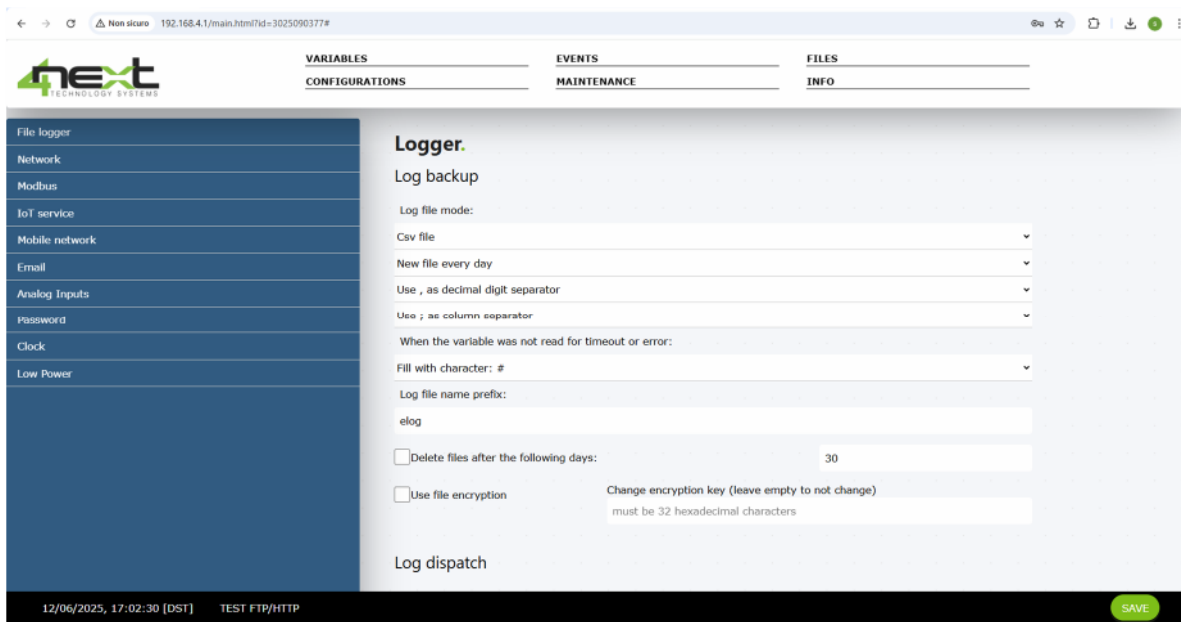 Non sicuro 192.168.4.1/main.html?id=3025090377#
4next
TECHNOLOGY SYSTEMS
VARIABLES EVENTS FILES
CONFIGURATIONS MAINTENANCE INFO
File logger
Network
Modbus
IoT service
Mobile network
Email
Analog Inputs
Password
Clock
Low Power
Logger.
Log backup
Log file mode:
Csv file
New file every day
Use , as decimal digit separator
Use ; as column separator
When the variable was not read for timeout or error:
Fill with character: #
Log file name prefix:
elog
Delete files after the following days: 30
Use file encryption
Change encryption key (leave empty to not change)
must be 32 hexadecimal characters
Log dispatch
12/06/2025, 17:02:30 [DST] TEST FTP/HTTP SAVE